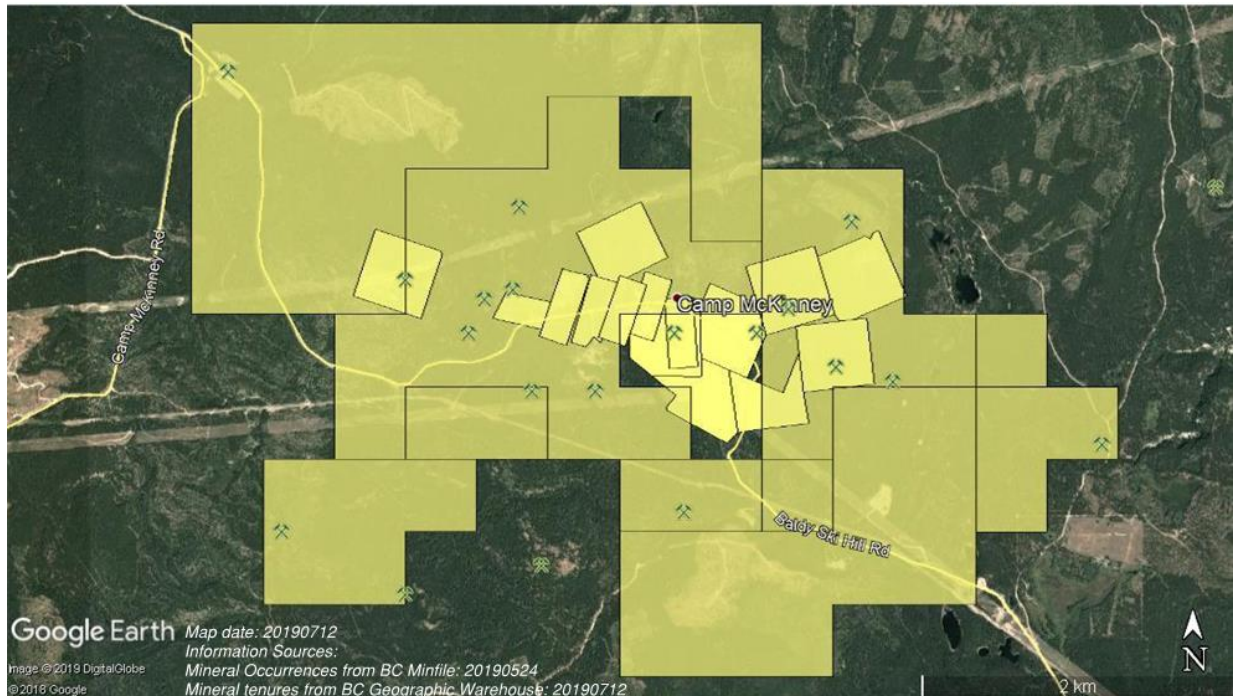 Camp McKinney Rd
Camp McKinney
Baldy Ski Hill Rd
Google Earth
Map date: 20190712
Information Sources:
Image © 2019 DigitalGlobe
Mineral Occurrences from BC Minfile: 20190524
© 2018 Google
Mineral tenures from BC Geographic Warehouse: 20190712
N
2 km